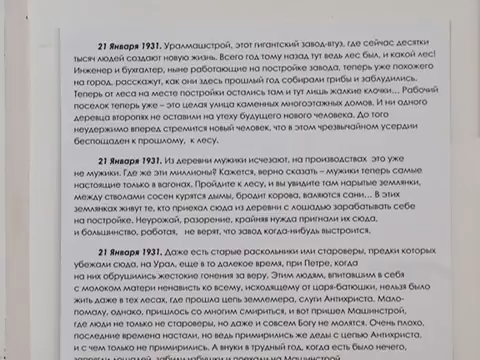 21 Января 1931. Уралмашстрой, этот гигантский завод-втуз, где сейчас десятки
тысяч людей создают новую жизнь. Всего год тому назад тут ведь лес был, и какой лес!
Инженер и бухгалтер, ныне работающие на постройке завода, теперь уже похожего
на город, расскажут, как они здесь прошлый год собирали грибы и заблудились.
Теперь от леса на месте постройки остались там и тут лишь жалкие клочки... Рабочий
поселок теперь уже – это целая улица каменных многоэтажных домов. И ни одного
деревца второпях не оставили на утеху будущего нового человека. До того
неудержимо вперед стремится новый человек, что в этом чрезвычайном усердии
беспощаден к прошлому, к лесу.
21 Января 1931. Из деревни мужики исчезают, на производствах это уже
не мужики. Где же эти миллионы? Кажется, верно сказать – мужики теперь самые
настоящие только в вагонах. Пройдите к лесу, и вы увидите там нарытые землянки,
между стволами сосен курятся дымы, бродит корова, валяются сани... В этих
землянках живут те, кто приехал сюда из деревни с лошадью зарабатывать себе
на постройке. Неурожай, разорение, крайняя нужда пригнали их сюда,
и большинство, работая, не верят, что завод когда-нибудь выстроится.
21 Января 1931. Даже есть старые раскольники или староверы, предки которых
убежали сюда, на Урал, еще в то далекое время, при Петре, когда
на них обрушились жестокие гонения за веру. Этим людям, впитавшим в себя
с молоком матери ненависть ко всему, исходящему от царя-батюшки, нельзя было
жить даже в тех лесах, где прошла цепь землемера, слуги Антихриста. Мало-
помалу, однако, пришлось со многим смириться, и вот пришел Машинстрой,
где люди не только не староверы, но даже и совсем Богу не молятся. Очень плохо,
последние времена настали, но ведь примирились же деды с цепью Антихриста,
и с чем только не примирились. А внуки в трудный год, когда есть было нечего,
запрягли лошадей, забили избушки и поехали на Машинстрой.